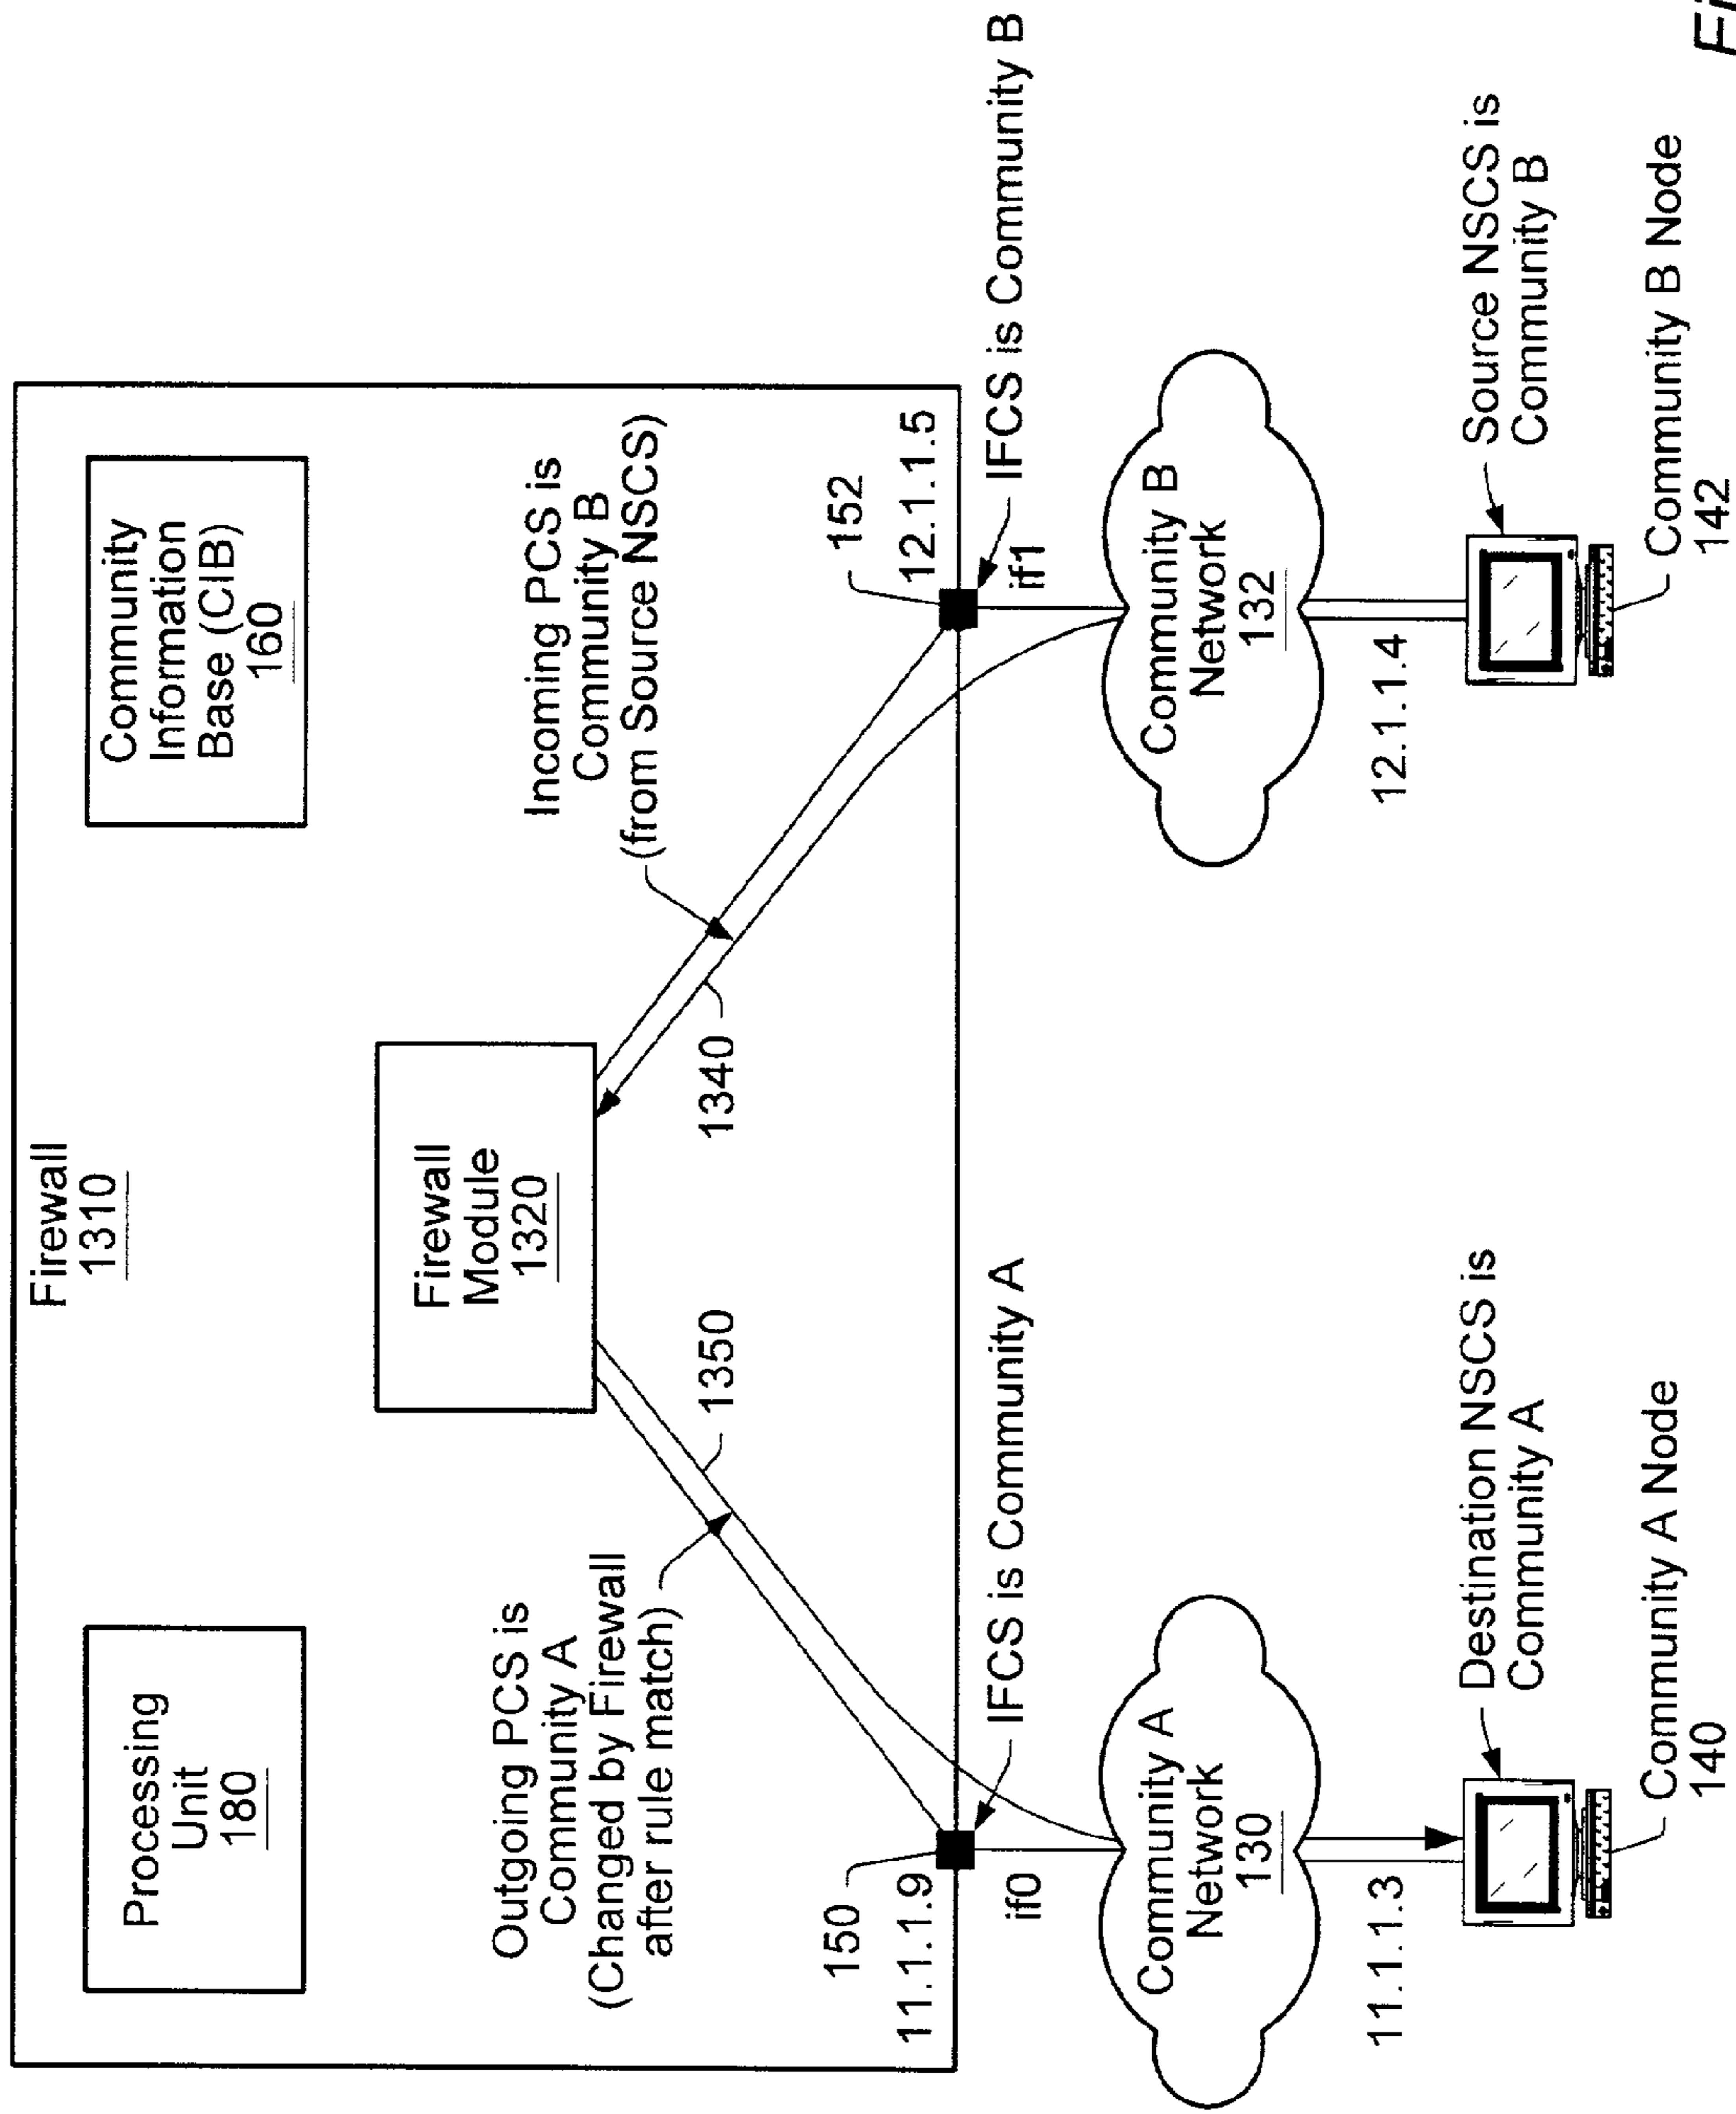 Firewall
1310
Processing
Unit
180
Community
Information
Base (CIB)
160
Firewall
Module
1320
Outgoing PCS is
Community A
(Changed by Firewall
after rule match)
1350
1340
Incoming PCS is
Community B
(from Source NSCS)
150
11.1.1.9
152
12.1.1.5
if0
IFCS is Community A
if1
IFCS is Community B
Community A
Network
130
Community B
Network
132
11.1.1.3
12.1.1.4
Destination NSCS is
Community A
Source NSCS is
Community B
Community A Node
140
Community B Node
142